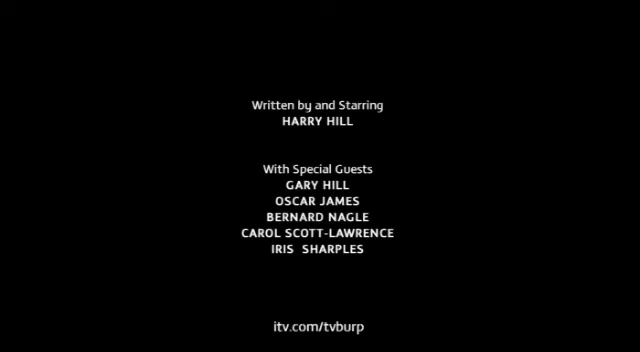 Written by and Starring
HARRY HILL
With Special Guests
GARY HILL
OSCAR JAMES
BERNARD NAGLE
CAROL SCOTT-LAWRENCE
IRIS SHARPLES
itv.com/tvburp